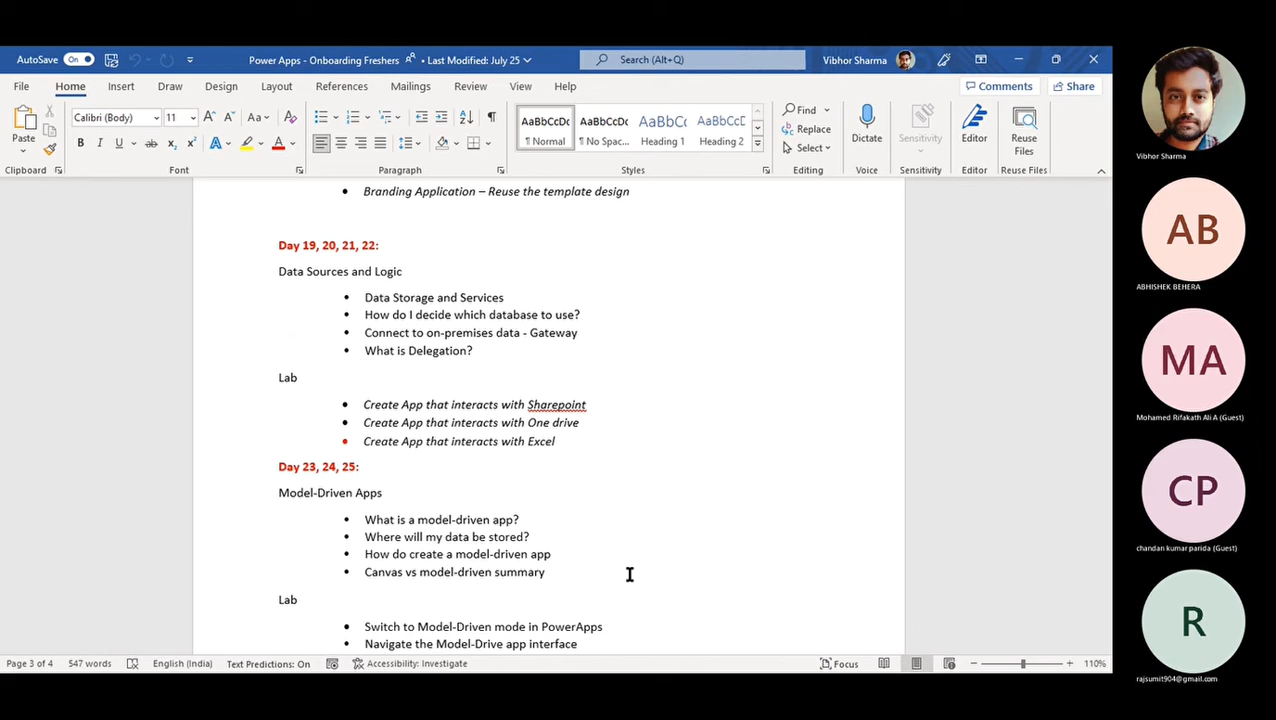 AutoSave On
Power Apps - Onboarding Freshers • Last Modified: July 25
Search (Alt+Q)
Vibhor Sharma
File Home Insert Draw Design Layout References Mailings Review View Help
Comments Share
Paste
Calibri (Body) 11
A A Aa A
B I U ab x₂ x² A A
Clipboard Font Paragraph
AaBbCcDc AaBbCcDc AaBbCc AaBbCcC
¶ Normal ¶ No Spac... Heading 1 Heading 2
Styles
Find
Replace
Select
Editing
Dictate
Voice
Sensitivity
Sensitivity
Editor
Editor
Reuse
Files
Reuse Files
• Branding Application – Reuse the template design
Day 19, 20, 21, 22:
Data Sources and Logic
• Data Storage and Services
• How do I decide which database to use?
• Connect to on-premises data - Gateway
• What is Delegation?
Lab
• Create App that interacts with Sharepoint
• Create App that interacts with One drive
• Create App that interacts with Excel
Day 23, 24, 25:
Model-Driven Apps
• What is a model-driven app?
• Where will my data be stored?
• How do create a model-driven app
• Canvas vs model-driven summary
Lab
• Switch to Model-Driven mode in PowerApps
• Navigate the Model-Drive app interface
Page 3 of 4 547 words English (India) Text Predictions: On Accessibility: Investigate Focus 110%
Vibhor Sharma
AB
ABHISHEK BEHERA
MA
Mohamed Rifakath Ali A (Guest)
CP
chandan kumar parida (Guest)
R
rajsumit904@gmail.com